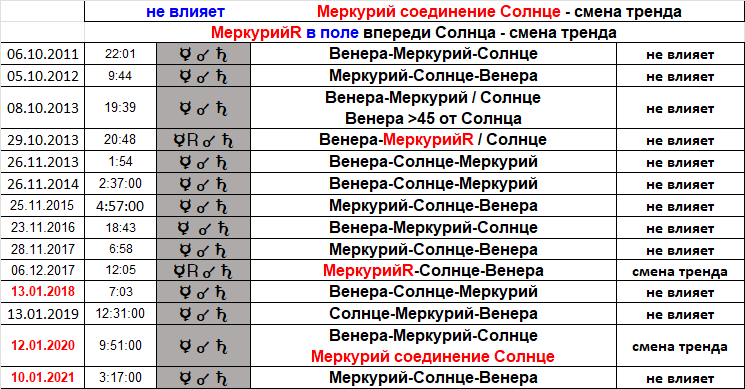 не влияет Меркурий соединение Солнце - смена тренда
МеркурийR в поле впереди Солнца - смена тренда
06.10.2011 22:01 ☿ ☌ ♄ Венера-Меркурий-Солнце не влияет
05.10.2012 9:44 ☿ ☌ ♄ Меркурий-Солнце-Венера не влияет
08.10.2013 19:39 ☿ ☌ ♄ Венера-Меркурий / Солнце
Венера >45 от Солнца не влияет
29.10.2013 20:48 ☿R ☌ ♄ Венера-МеркурийR / Солнце не влияет
26.11.2013 1:54 ☿ ☌ ♄ Венера-Солнце-Меркурий не влияет
26.11.2014 2:37:00 ☿ ☌ ♄ Венера-Солнце-Меркурий не влияет
25.11.2015 4:57:00 ☿ ☌ ♄ Меркурий-Солнце-Венера не влияет
23.11.2016 18:43 ☿ ☌ ♄ Венера-Меркурий-Солнце не влияет
28.11.2017 6:58 ☿ ☌ ♄ Меркурий-Солнце-Венера не влияет
06.12.2017 12:05 ☿R ☌ ♄ МеркурийR-Солнце-Венера смена тренда
13.01.2018 7:03 ☿ ☌ ♄ Венера-Солнце-Меркурий не влияет
13.01.2019 12:31:00 ☿ ☌ ♄ Солнце-Меркурий-Венера не влияет
12.01.2020 9:51:00 ☿ ☌ ♄ Венера-Меркурий-Солнце
Меркурий соединение Солнце смена тренда
10.01.2021 3:17:00 ☿ ☌ ♄ Меркурий-Солнце-Венера не влияет